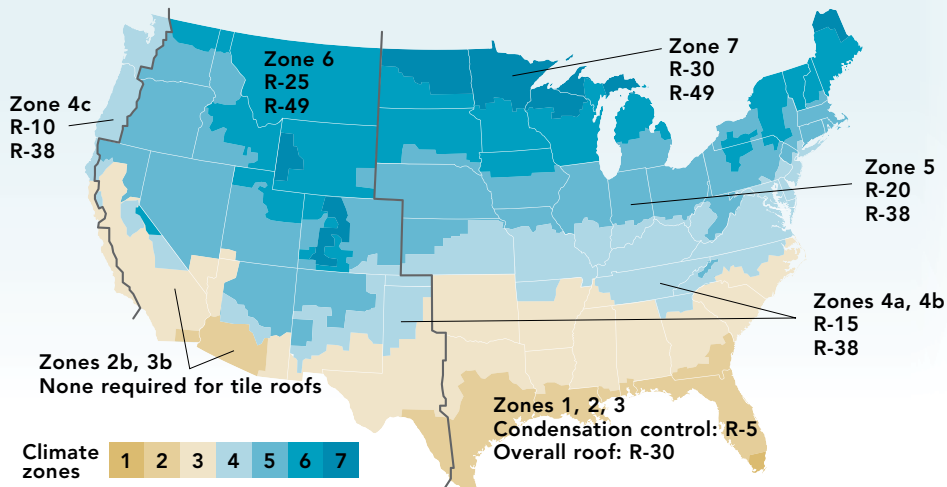 Zone 6
R-25
R-49
Zone 7
R-30
R-49
Zone 4c
R-10
R-38
Zone 5
R-20
R-38
Zones 4a, 4b
R-15
R-38
Zones 2b, 3b
None required for tile roofs
Zones 1, 2, 3
Condensation control: R-5
Overall roof: R-30
Climate
zones
1 2 3 4 5 6 7